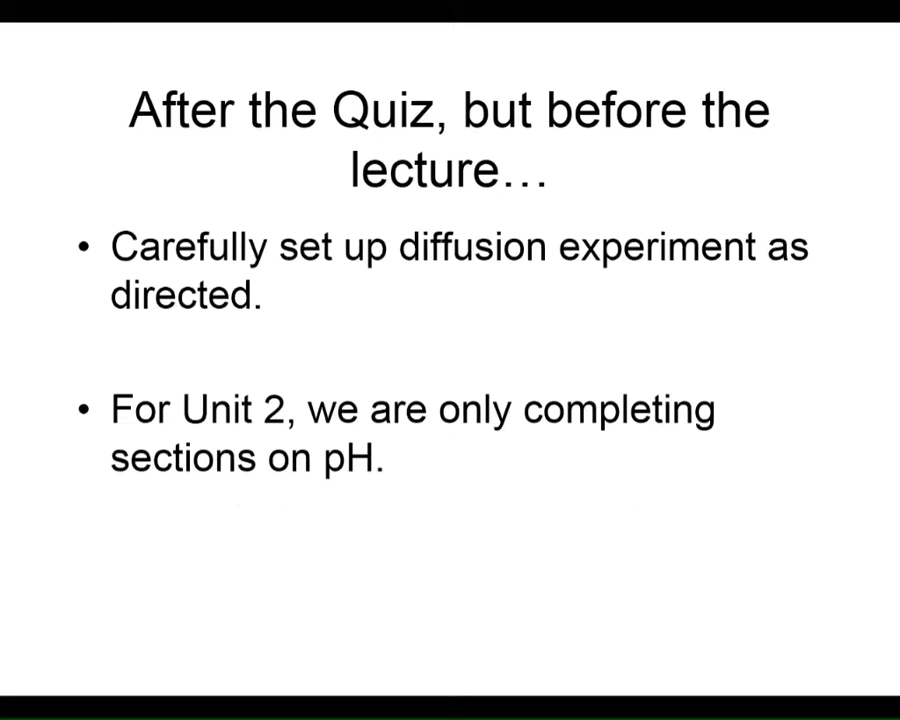 After the Quiz, but before the
lecture…
• Carefully set up diffusion experiment as
directed.
• For Unit 2, we are only completing
sections on pH.